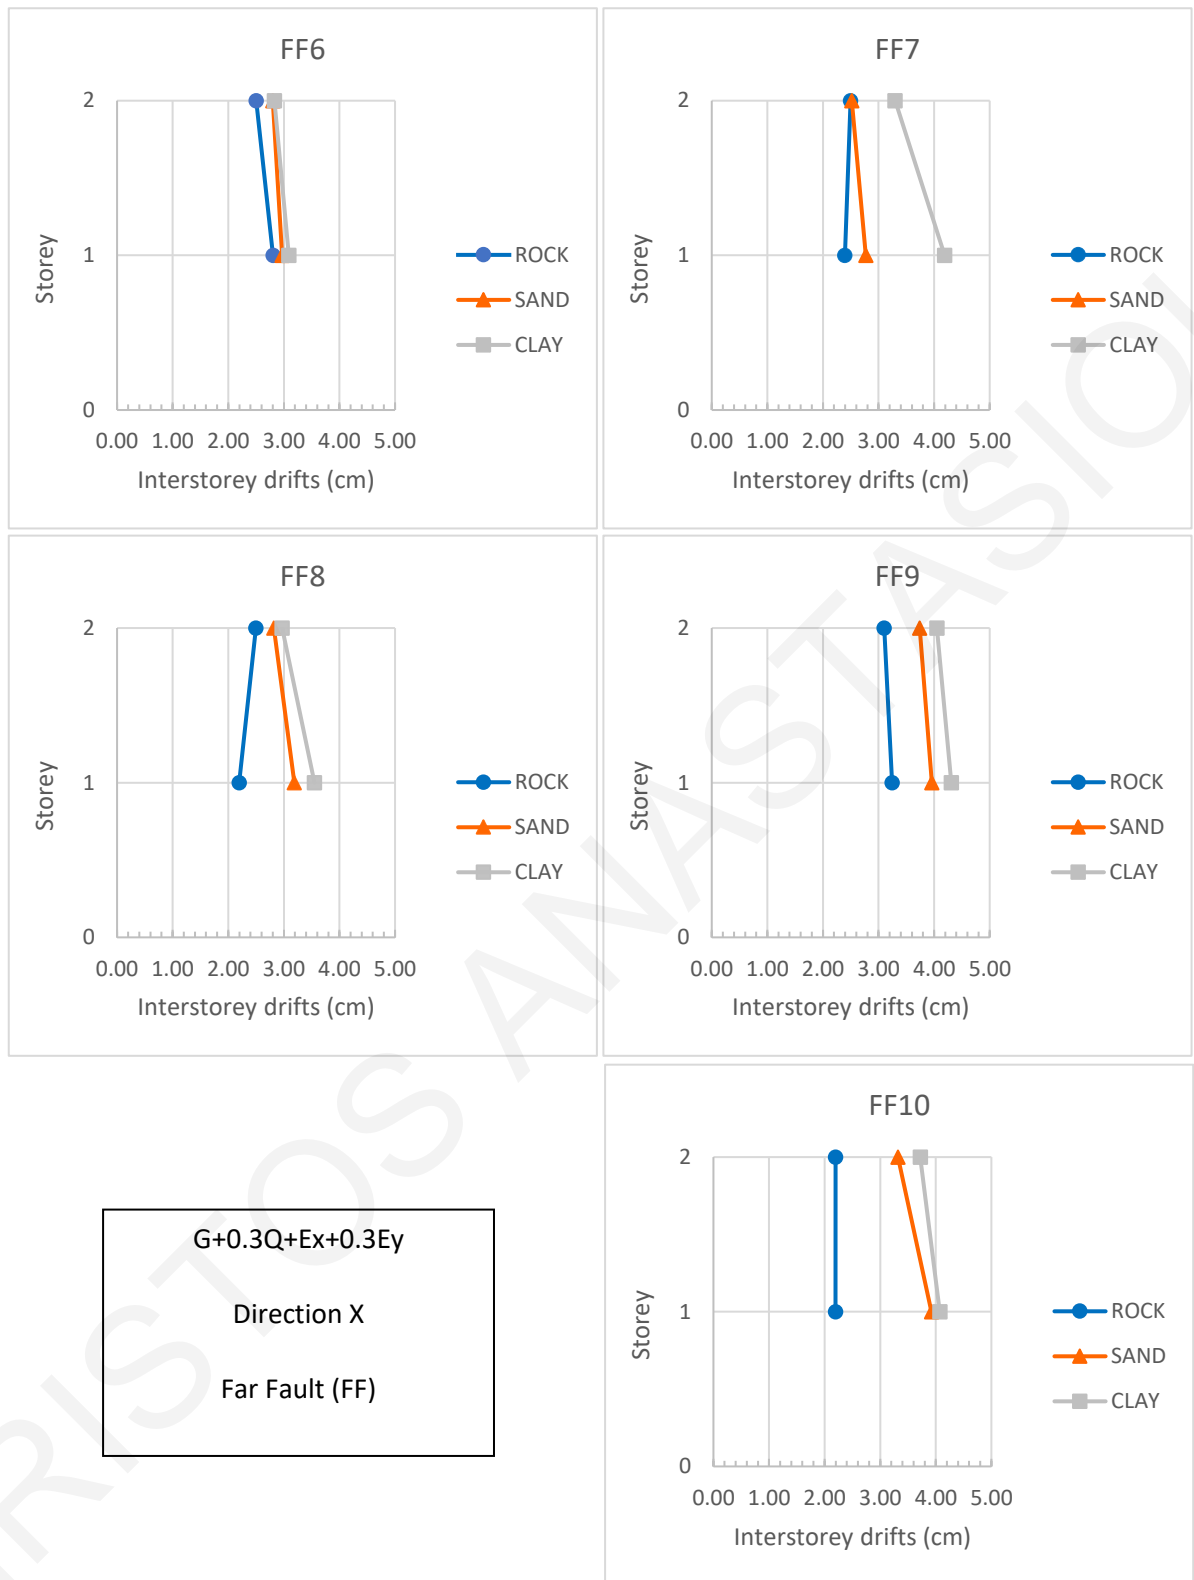 FF6
2
1
0
Storey
0.00 1.00 2.00 3.00 4.00 5.00
Interstorey drifts (cm)
ROCK
SAND
CLAY
FF7
2
1
0
Storey
0.00 1.00 2.00 3.00 4.00 5.00
Interstorey drifts (cm)
ROCK
SAND
CLAY
FF8
2
1
0
Storey
0.00 1.00 2.00 3.00 4.00 5.00
Interstorey drifts (cm)
ROCK
SAND
CLAY
FF9
2
1
0
Storey
0.00 1.00 2.00 3.00 4.00 5.00
Interstorey drifts (cm)
ROCK
SAND
CLAY
G+0.3Q+Ex+0.3Ey
Direction X
Far Fault (FF)
FF10
2
1
0
Storey
0.00 1.00 2.00 3.00 4.00 5.00
Interstorey drifts (cm)
ROCK
SAND
CLAY